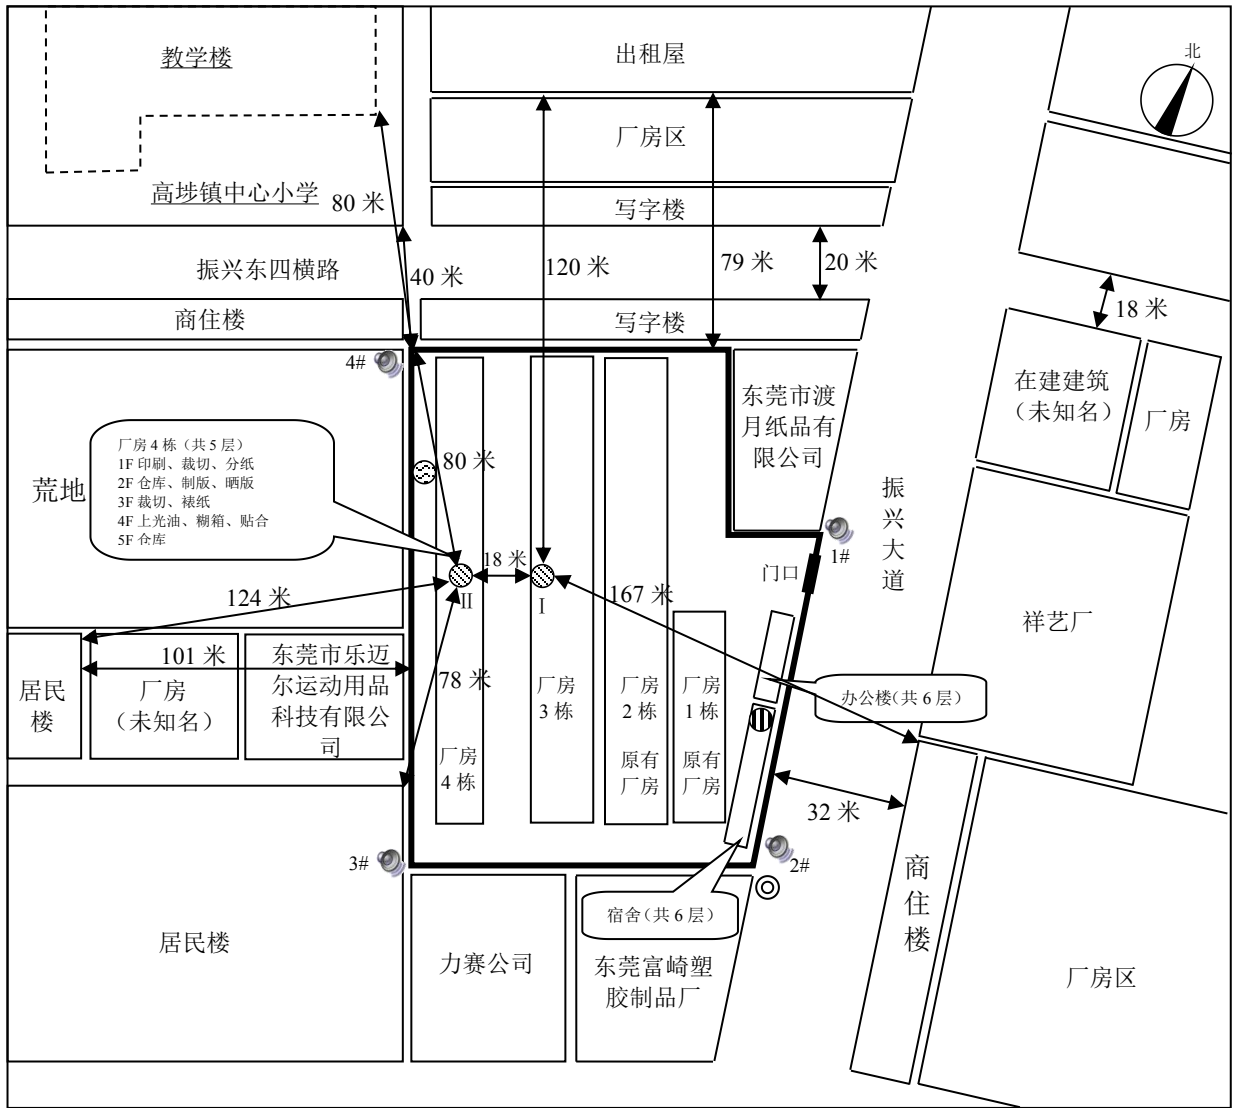 教学楼
出租屋
北
厂房区
高埗镇中心小学
80 米
写字楼
振兴东四横路
40 米
120 米
79 米
20 米
18 米
商住楼
写字楼
4#
东莞市渡
月纸品有
限公司
在建建筑
（未知名）
厂房
厂房 4 栋（共 5 层）
1F 印刷、裁切、分纸
2F 仓库、制版、晒版
3F 裁切、裱纸
4F 上光油、糊箱、贴合
5F 仓库
荒地
80 米
振
兴
大
道
1#
18 米
门口
II
I
124 米
167 米
祥艺厂
101 米
居民
楼
厂房
（未知名）
东莞市乐迈
尔运动用品
科技有限公
司
78 米
厂房
3 栋
厂房
2 栋
原有
厂房
厂房
1 栋
原有
厂房
办公楼（共 6 层）
厂房
4 栋
32 米
3#
2#
商
住
楼
宿舍（共 6 层）
居民楼
力赛公司
东莞富崎塑
胶制品厂
厂房区